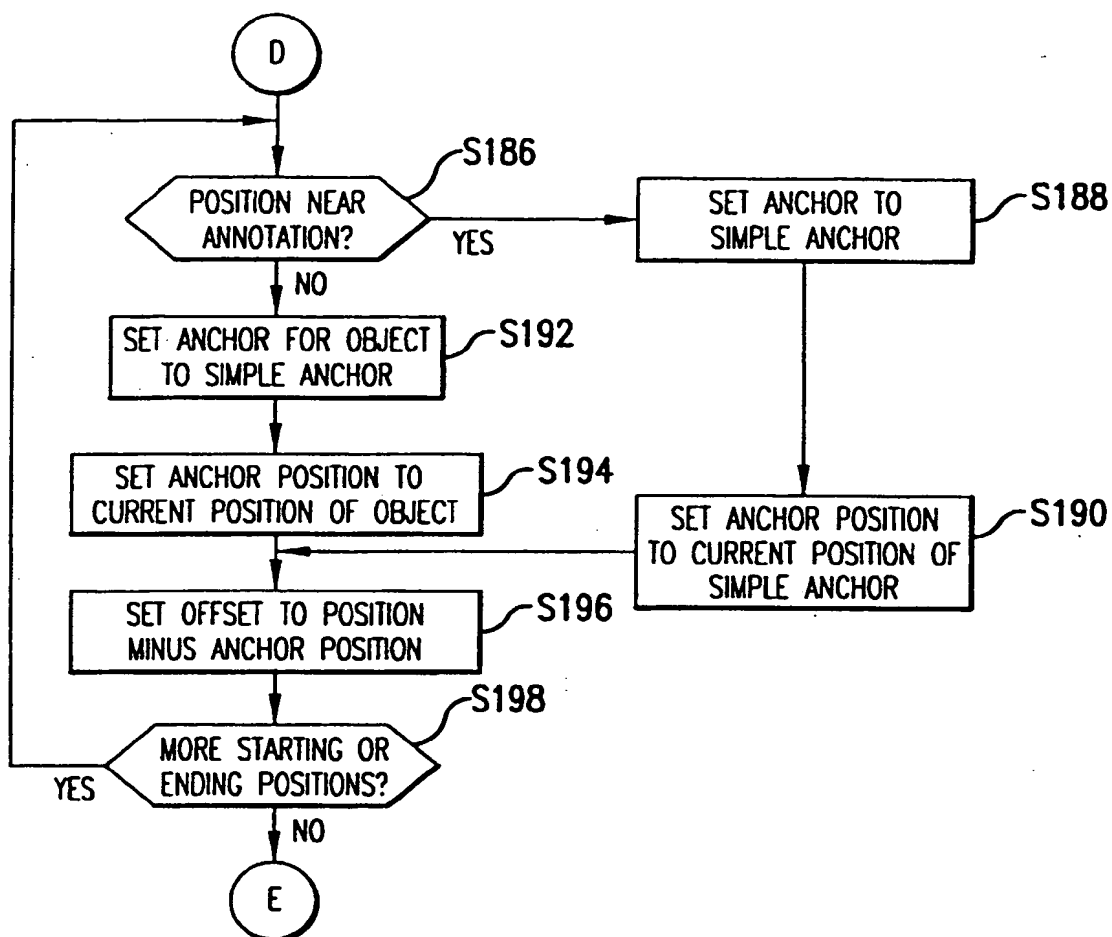 D
S186
POSITION NEAR
ANNOTATION?
YES
NO
SET ANCHOR TO
SIMPLE ANCHOR
S188
SET ANCHOR FOR OBJECT
TO SIMPLE ANCHOR
S192
SET ANCHOR POSITION TO
CURRENT POSITION OF OBJECT
S194
SET ANCHOR POSITION
TO CURRENT POSITION OF
SIMPLE ANCHOR
S190
SET OFFSET TO POSITION
MINUS ANCHOR POSITION
S196
S198
MORE STARTING OR
ENDING POSITIONS?
YES
NO
E